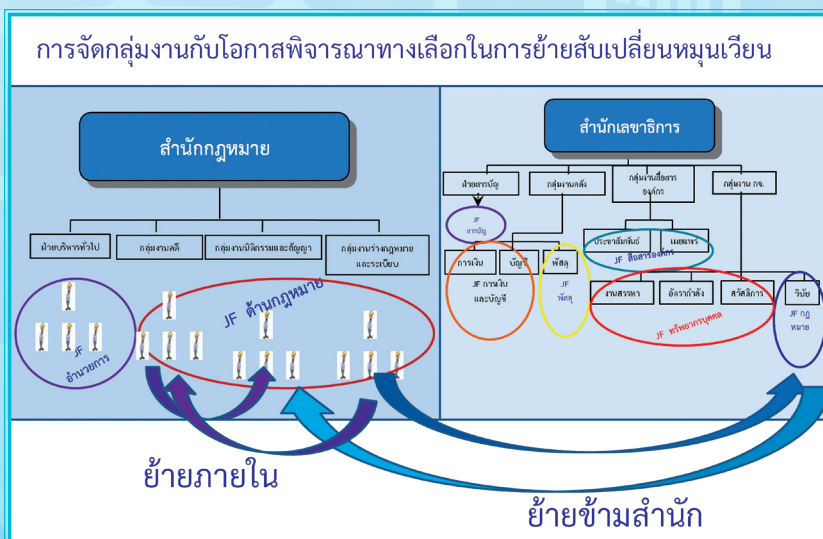 การจัดกลุ่มงานกับโอกาสพิจารณาทางเลือกในการย้ายสับเปลี่ยนหมุนเวียน
สำนักกฎหมาย
ฝ่ายบริหารทั่วไป
กลุ่มงานคดี
กลุ่มงานนิติกรรมและสัญญา
กลุ่มงานร่างกฎหมาย
และระเบียบ
JF ด้านกฎหมาย
JF
อำนวยการ
สำนักเลขาธิการ
ฝ่ายสารบัญ
กลุ่มงานคลัง
กลุ่มงานสื่อสาร
องค์กร
กลุ่มงาน กจ.
JF
สารบัญ
ประชาสัมพันธ์
เผยแพร่
JF สื่อสารองค์กร
การเงิน
บัญชี
พัสดุ
JF การเงิน
และบัญชี
JF
พัสดุ
งานสรรหา
อัตรากำลัง
สวัสดิการ
วินัย
JF ทรัพยากรบุคคล
JF กฎ
หมาย
ย้ายภายใน
ย้ายข้ามสำนัก